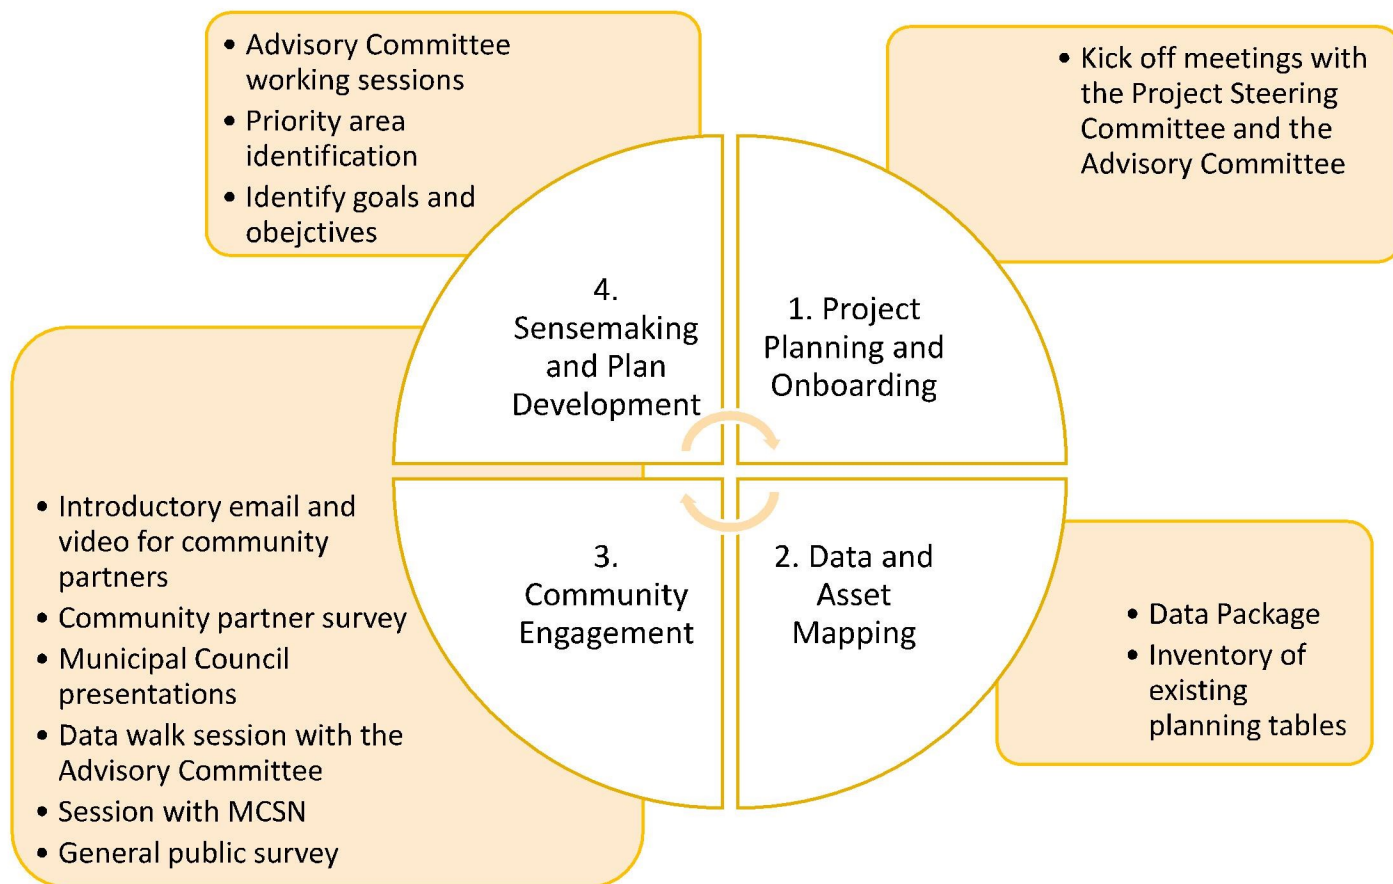 • Advisory Committee
working sessions
• Priority area
identification
• Identify goals and
obejctives
• Kick off meetings with
the Project Steering
Committee and the
Advisory Committee
4.
Sensemaking
and Plan
Development
1. Project
Planning and
Onboarding
3.
Community
Engagement
2. Data and
Asset
Mapping
• Introductory email and
video for community
partners
• Community partner survey
• Municipal Council
presentations
• Data walk session with the
Advisory Committee
• Session with MCSN
• General public survey
• Data Package
• Inventory of
existing
planning tables